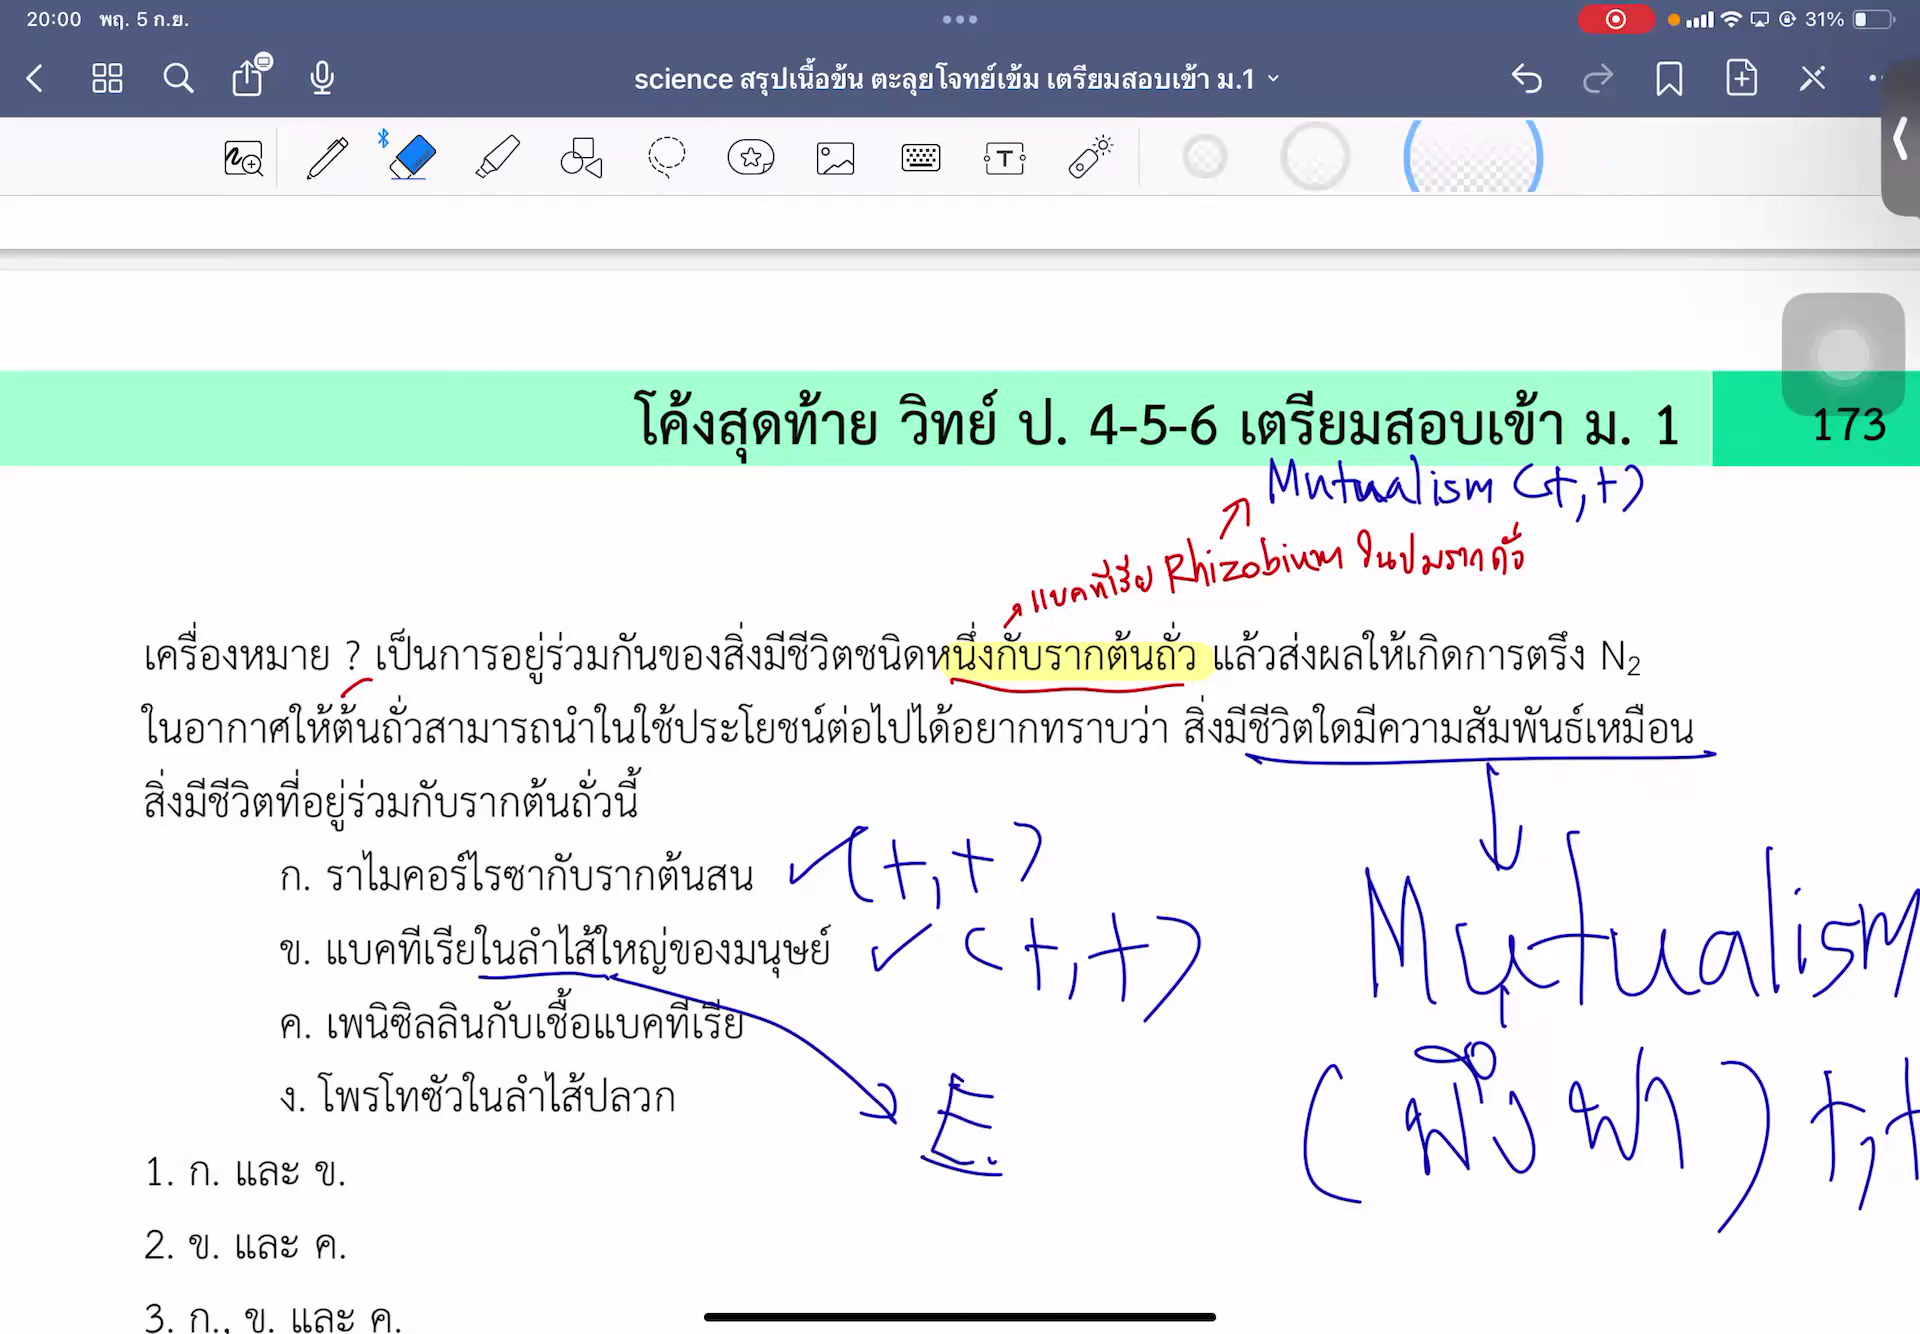 20:00 พฤ. 5 ก.ย.
31%
science สรุปเนื้อข้น ตะลุยโจทย์เข้ม เตรียมสอบเข้า ม.1
โค้งสุดท้าย วิทย์ ป. 4-5-6 เตรียมสอบเข้า ม. 1
173
Mutualism (+,+)
แบคทีเรีย Rhizobium ในปมรากถั่ว
เครื่องหมาย ? เป็นการอยู่ร่วมกันของสิ่งมีชีวิตชนิดหนึ่งกับรากต้นถั่ว แล้วส่งผลให้เกิดการตรึง N₂
ในอากาศให้ต้นถั่วสามารถนำในใช้ประโยชน์ต่อไปได้อยากทราบว่า สิ่งมีชีวิตใดมีความสัมพันธ์เหมือน
สิ่งมีชีวิตที่อยู่ร่วมกับรากต้นถั่วนี้
ก. ราไมคอร์ไรซากับรากต้นสน (+,+)
ข. แบคทีเรียในลำไส้ใหญ่ของมนุษย์ (+,+)
Mutualism
ค. เพนิซิลลินกับเชื้อแบคทีเรีย
ง. โพรโทซัวในลำไส้ปลวก
E.
(พึ่งพา) +,+
1. ก. และ ข.
2. ข. และ ค.
3. ก., ข. และ ค.